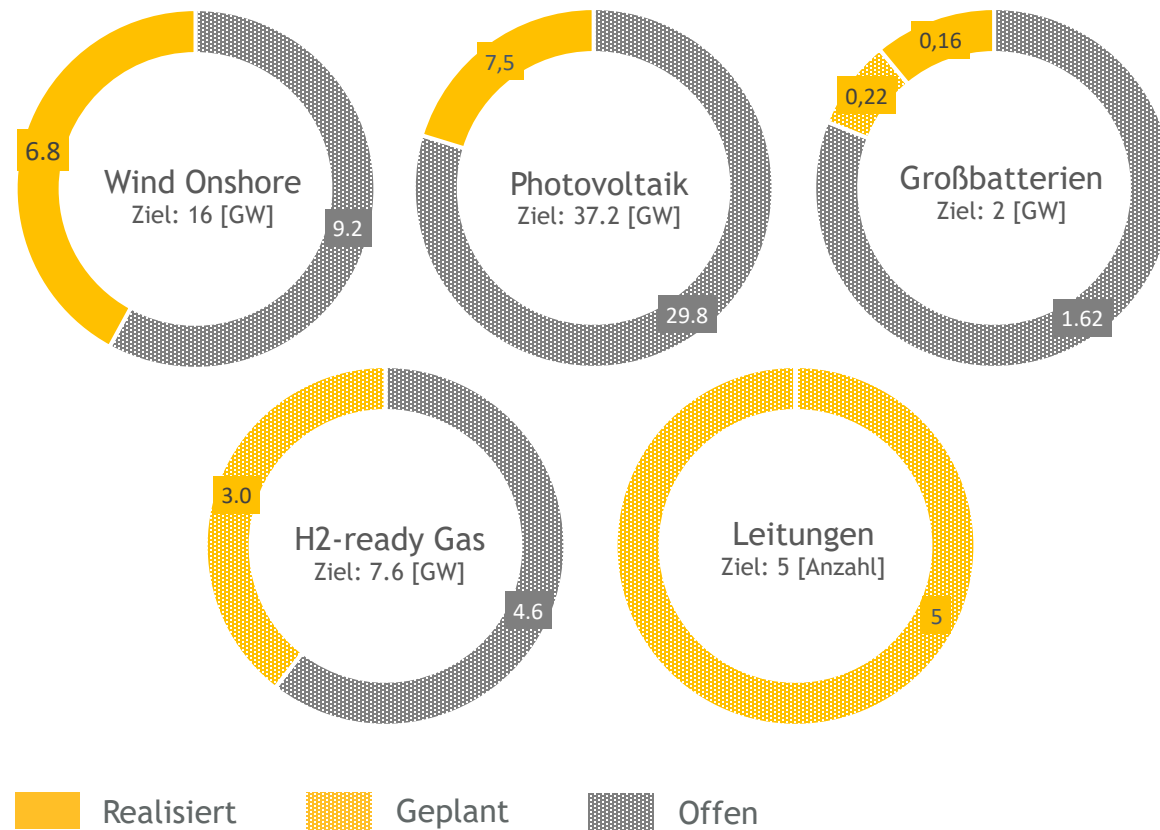 6.8
Wind Onshore
Ziel: 16 [GW]
9.2
7,5
Photovoltaik
Ziel: 37.2 [GW]
29.8
0,16
0,22
Großbatterien
Ziel: 2 [GW]
1.62
3.0
H2-ready Gas
Ziel: 7.6 [GW]
4.6
Leitungen
Ziel: 5 [Anzahl]
5
Realisiert
Geplant
Offen